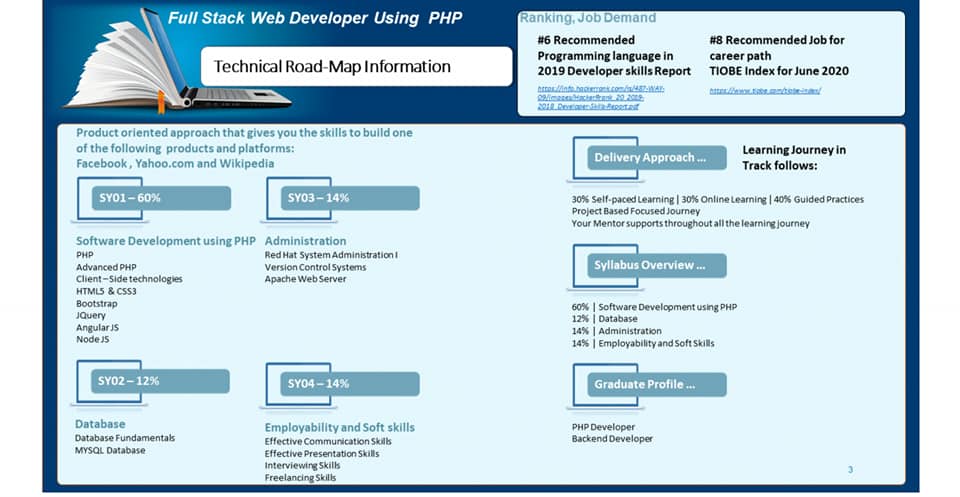 Full Stack Web Developer Using PHP
Technical Road-Map Information
Ranking, Job Demand
#6 Recommended
Programming language in
2019 Developer skills Report
https://info.hackerrank.com/rs/487-WAY-
09/images/HackerRank_20_2019-
2018_Developer-Skills-Report.pdf
#8 Recommended Job for
career path
TIOBE Index for June 2020
https://www.tiobe.com/tiobe-index/
Product oriented approach that gives you the skills to build one
of the following products and platforms:
Facebook , Yahoo.com and Wikipedia
SY01 – 60%
Software Development using PHP
PHP
Advanced PHP
Client–Side technologies
HTML5 & CSS3
Bootstrap
JQuery
AngularJS
Node JS
SY02 – 12%
Database
Database Fundamentals
MYSQL Database
SY03 – 14%
Administration
Red Hat System Administration I
Version Control Systems
Apache Web Server
SY04 – 14%
Employability and Soft skills
Effective Communication Skills
Effective Presentation Skills
Interviewing Skills
Freelancing Skills
Delivery Approach ...
Learning Journey in
Track follows:
30% Self-paced Learning | 30% Online Learning | 40% Guided Practices
Project Based Focused Journey
Your Mentor supports throughout all the learning journey
Syllabus Overview ...
60% | Software Development using PHP
12% | Database
14% | Administration
14% | Employability and Soft Skills
Graduate Profile ...
PHP Developer
Backend Developer
3